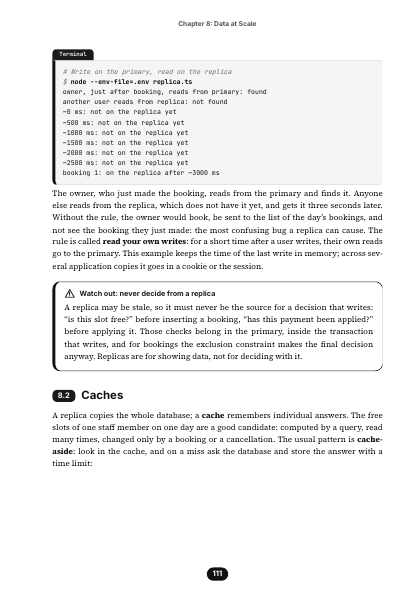 Chapter 8: Data at Scale
Terminal
# Write on the primary, read on the replica
$ node --env-file=.env replica.ts
owner, just after booking, reads from primary: found
another user reads from replica: not found
~0 ms: not on the replica yet
~500 ms: not on the replica yet
~1000 ms: not on the replica yet
~1500 ms: not on the replica yet
~2000 ms: not on the replica yet
~2500 ms: not on the replica yet
booking 1: on the replica after ~3000 ms
The owner, who just made the booking, reads from the primary and finds it. Anyone
else reads from the replica, which does not have it yet, and gets it three seconds later.
Without the rule, the owner would book, be sent to the list of the day's bookings, and
not see the booking they just made: the most confusing bug a replica can cause. The
rule is called read your own writes: for a short time after a user writes, their own reads
go to the primary. This example keeps the time of the last write in memory; across sev-
eral application copies it goes in a cookie or the session.
Watch out: never decide from a replica
A replica may be stale, so it must never be the source for a decision that writes:
"is this slot free?" before inserting a booking, "has this payment been applied?"
before applying it. Those checks belong in the primary, inside the transaction
that writes, and for bookings the exclusion constraint makes the final decision
anyway. Replicas are for showing data, not for deciding with it.
8.2 Caches
A replica copies the whole database; a cache remembers individual answers. The free
slots of one staff member on one day are a good candidate: computed by a query, read
many times, changed only by a booking or a cancellation. The usual pattern is cache-
aside: look in the cache, and on a miss ask the database and store the answer with a
time limit:
111